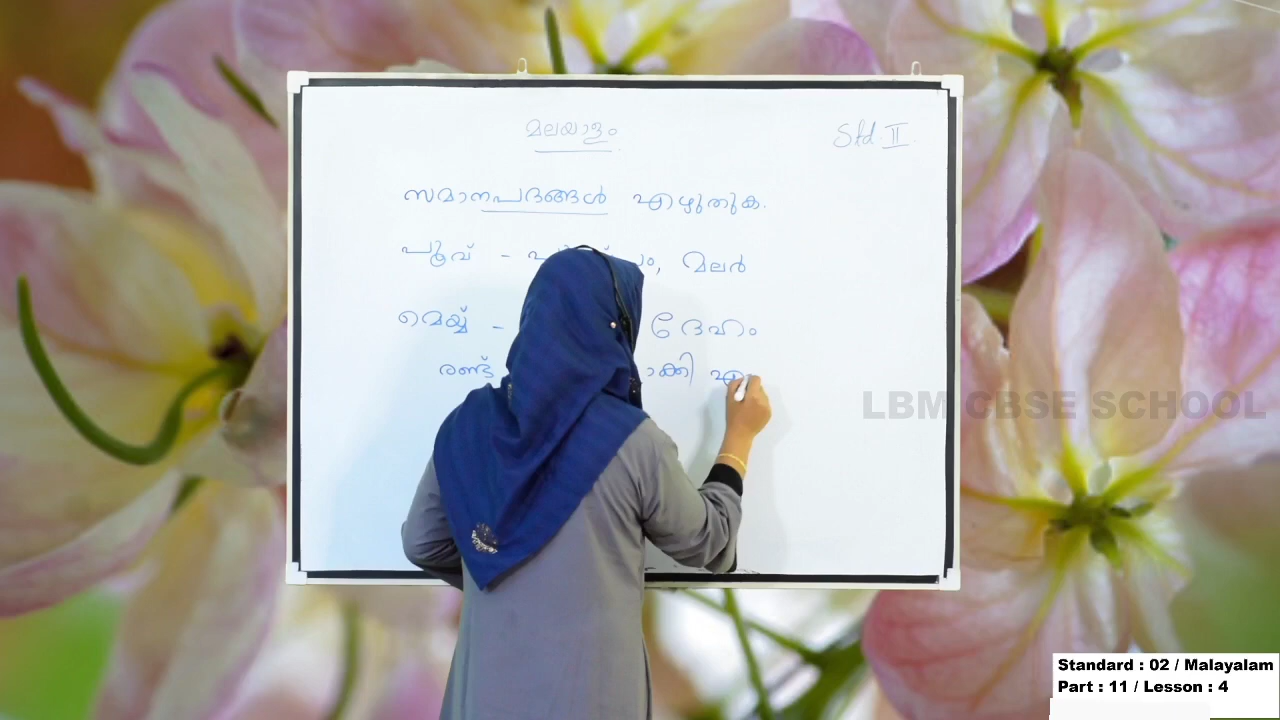 മലയാളം
Std. II
സമാനപദങ്ങൾ എഴുതുക.
പൂവ് - മലർ
മെയ്യ് - ദേഹം
രണ്ട്
LBM CBSE SCHOOL
Standard : 02 / Malayalam
Part : 11 / Lesson : 4